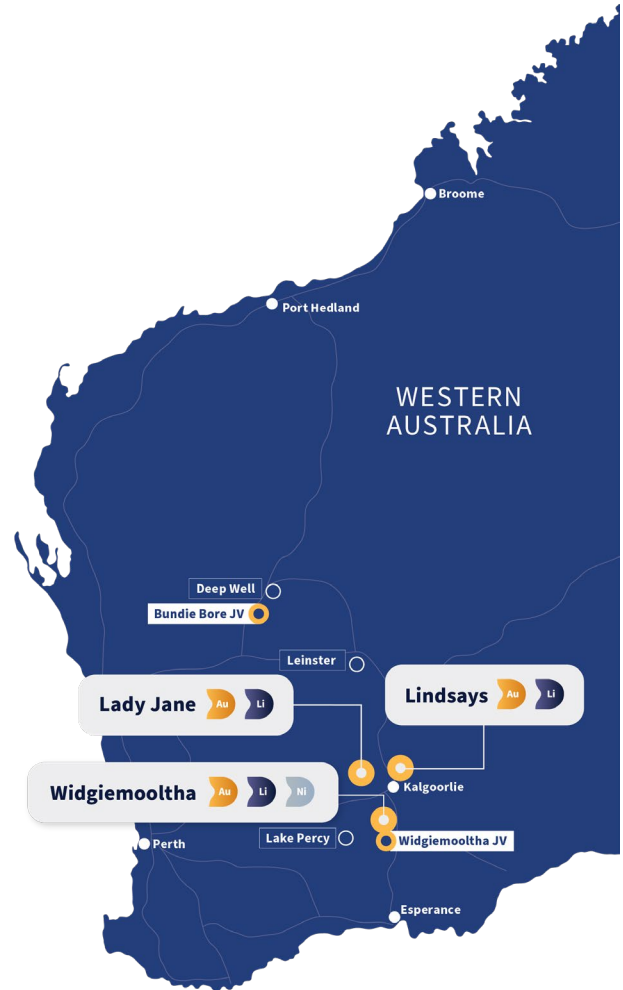 Broome
Port Hedland
WESTERN
AUSTRALIA
Deep Well
Bundie Bore JV
Leinster
Lady Jane Au Li
Lindsays Au Li
Widgiemooltha Au Li Ni
Kalgoorlie
Lake Percy
Widgiemooltha JV
Perth
Esperance